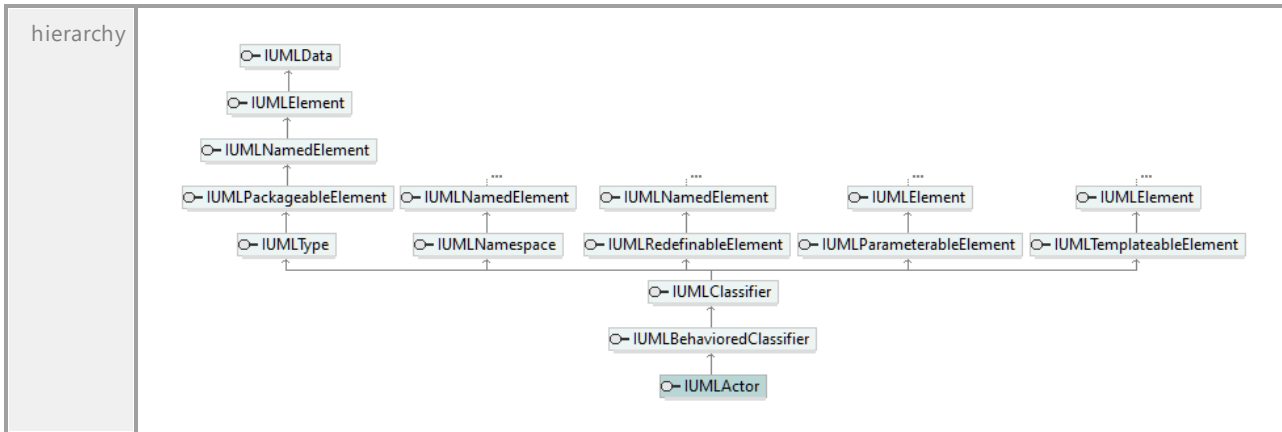 hierarchy
IUMLData
IUMLElement
IUMLNamedElement
... ... ... ...
IUMLPackageableElement IUMLNamedElement IUMLNamedElement IUMLElement IUMLElement
IUMLType IUMLNamespace IUMLRedefinableElement IUMLParameterableElement IUMLTemplateableElement
IUMLClassifier
IUMLBehavioredClassifier
IUMLActor